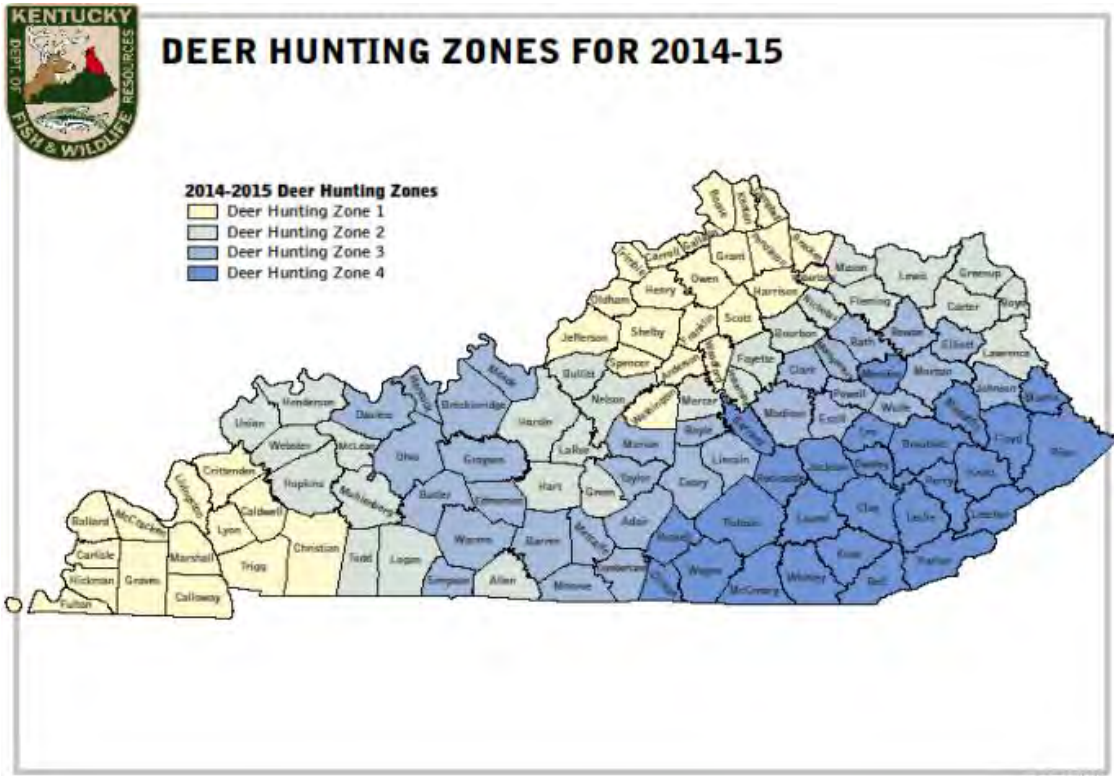 KENTUCKY
DEPT. OF
RESOURCES
FISH & WILDLIFE
DEER HUNTING ZONES FOR 2014-15
2014-2015 Deer Hunting Zones
Deer Hunting Zone 1
Deer Hunting Zone 2
Deer Hunting Zone 3
Deer Hunting Zone 4
Boone
Kenton
Gallatin
Grant
Pendleton
Bracken
Trimble
Carroll
Owen
Mason
Lewis
Greenup
Henry
Harrison
Robertson
Oldham
Nicholas
Fleming
Carter
Boyd
Jefferson
Shelby
Franklin
Scott
Bourbon
Bath
Rowan
Elliott
Lawrence
Spencer
Anderson
Woodford
Fayette
Clark
Montgomery
Menifee
Morgan
Bullitt
Meade
Nelson
Washington
Mercer
Madison
Powell
Wolfe
Johnson
Martin
Henderson
Daviess
Hancock
Breckinridge
Hardin
Estill
Magoffin
Union
Webster
McLean
Ohio
Grayson
LaRue
Marion
Boyle
Garrard
Lee
Breathitt
Floyd
Pike
Crittenden
Hopkins
Muhlenberg
Butler
Edmonson
Hart
Green
Taylor
Casey
Lincoln
Rockcastle
Jackson
Owsley
Perry
Knott
Livingston
Caldwell
Lyon
Christian
Todd
Logan
Warren
Barren
Metcalfe
Adair
Russell
Pulaski
Laurel
Clay
Leslie
Letcher
Ballard
McCracken
Marshall
Trigg
Simpson
Allen
Monroe
Cumberland
Clinton
Wayne
McCreary
Whitley
Knox
Bell
Harlan
Carlisle
Graves
Hickman
Calloway
Fulton